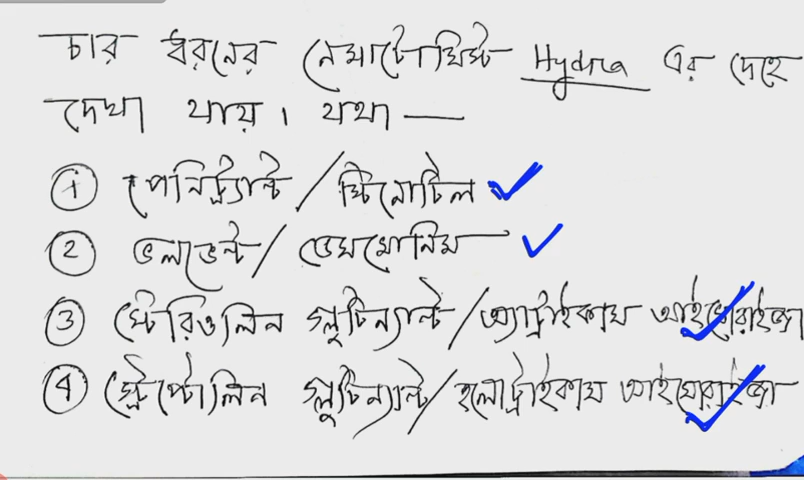 চার ধরনের নেমাটোসিস্ট Hydra এর দেহে
দেখা যায়। যথা —
① পেনিট্র্যান্ট / স্টিনোটিল
② ভলভেন্ট / ডেসমোনিম
③ স্টেরিওলিন গ্লুটিন্যান্ট / অ্যাট্রাইকাস আইসোরাইজা
④ স্ট্রেপ্টোলিন গ্লুটিন্যান্ট / হলোট্রাইকাস আইসোরাইজা